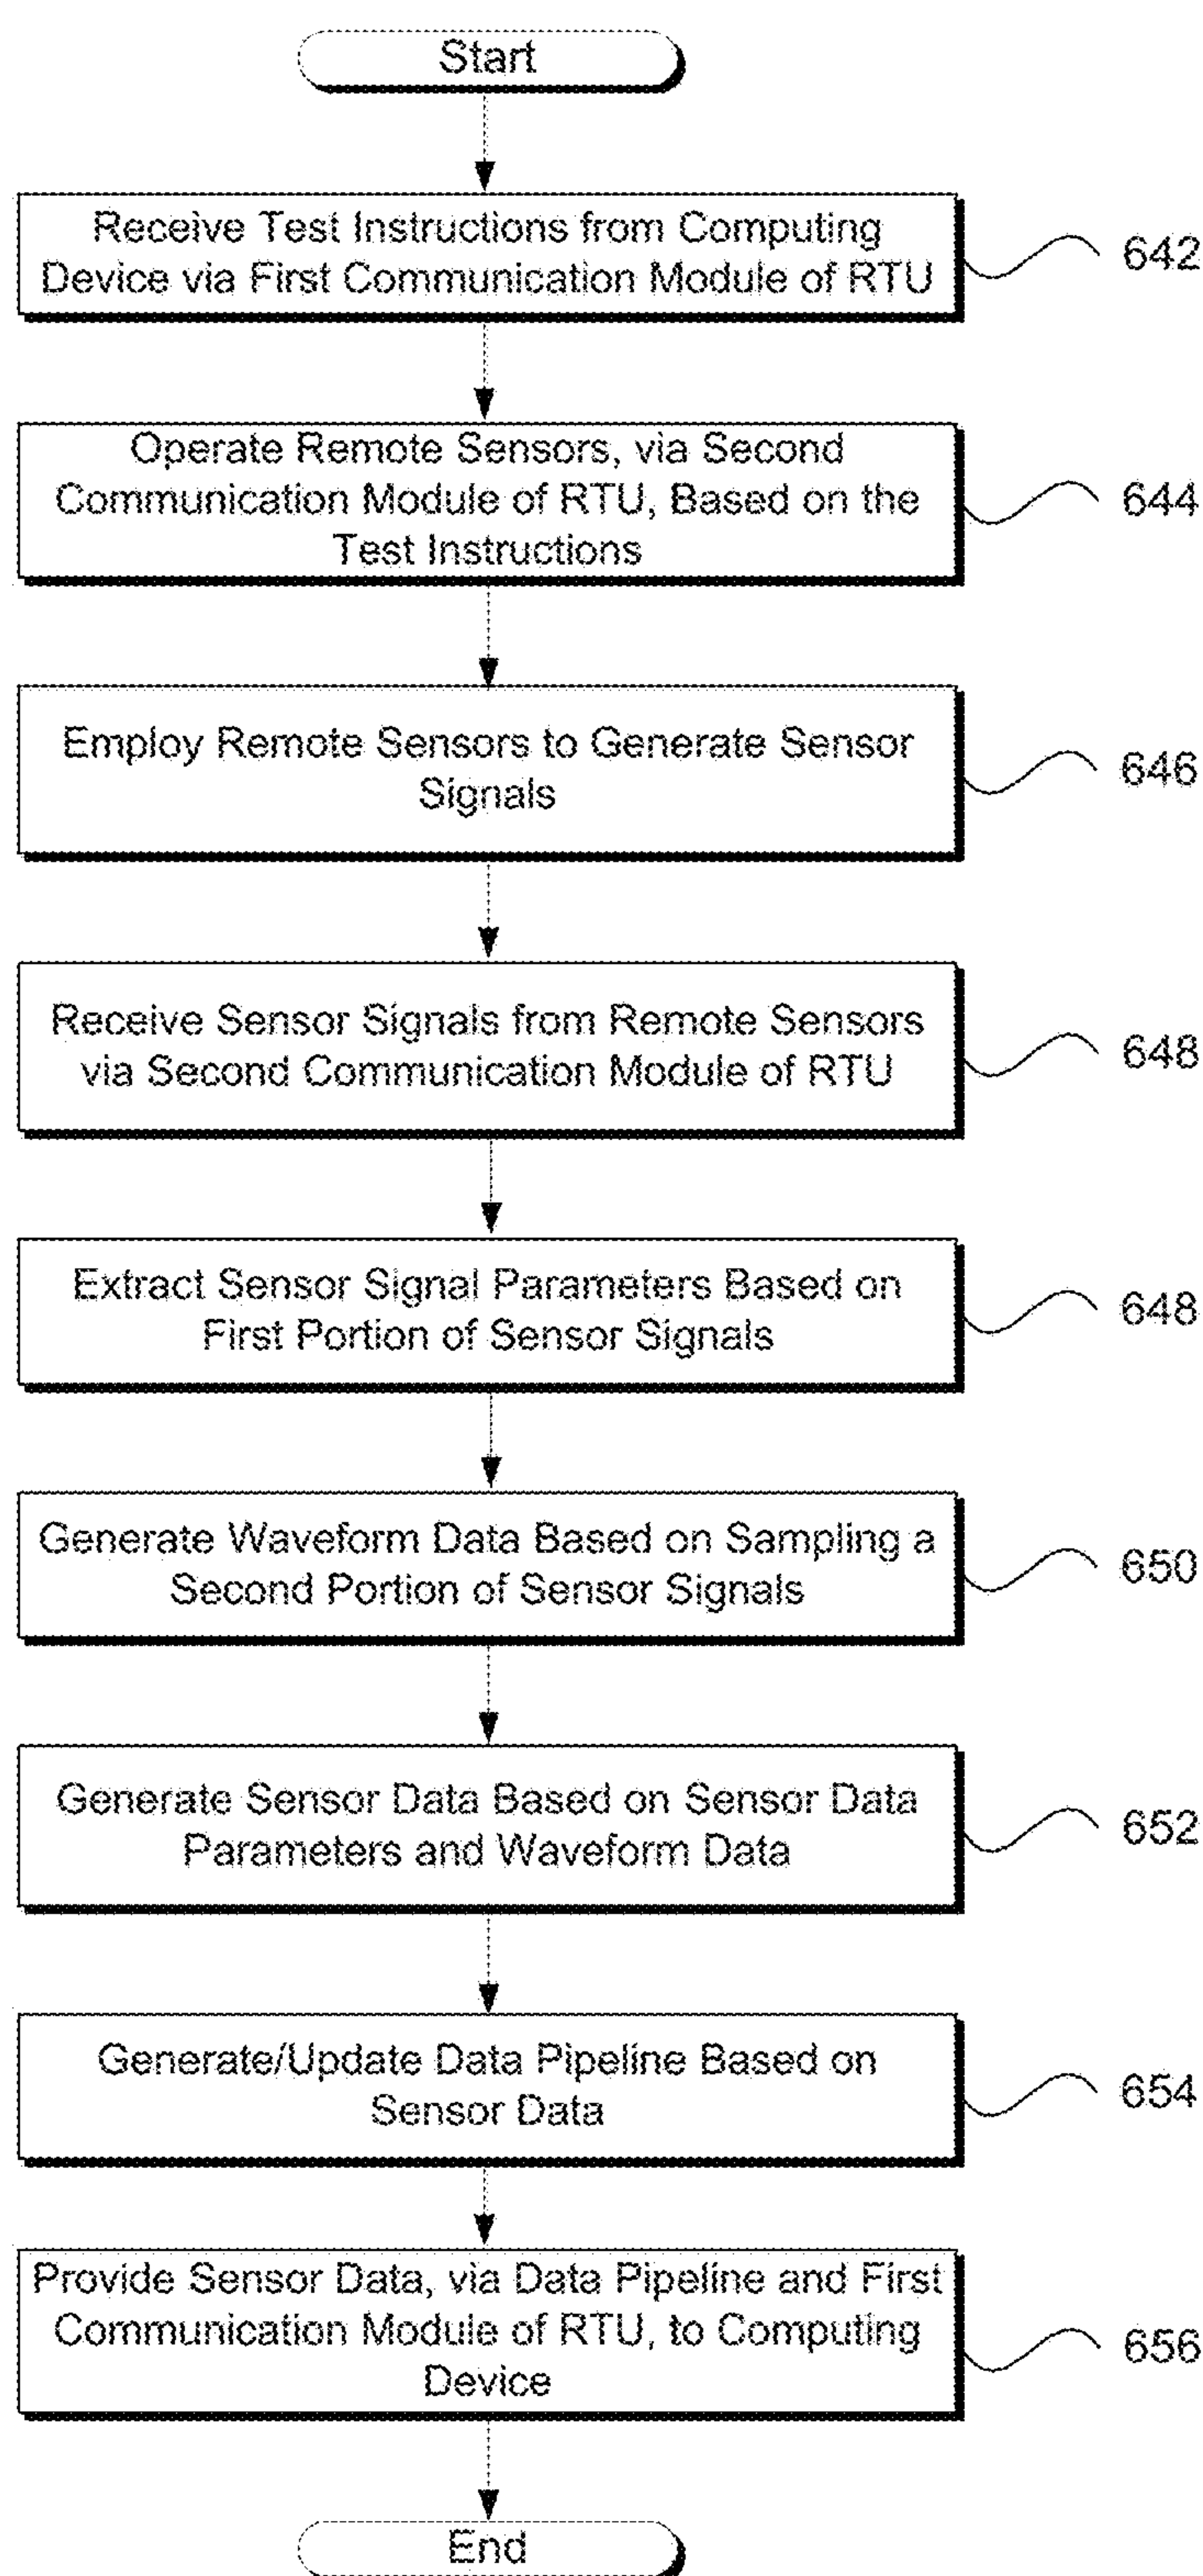 Start
Receive Test Instructions from Computing
Device via First Communication Module of RTU
642
Operate Remote Sensors, via Second
Communication Module of RTU, Based on the
Test Instructions
644
Employ Remote Sensors to Generate Sensor
Signals
646
Receive Sensor Signals from Remote Sensors
via Second Communication Module of RTU
648
Extract Sensor Signal Parameters Based on
First Portion of Sensor Signals
648
Generate Waveform Data Based on Sampling a
Second Portion of Sensor Signals
650
Generate Sensor Data Based on Sensor Data
Parameters and Waveform Data
652
Generate/Update Data Pipeline Based on
Sensor Data
654
Provide Sensor Data, via Data Pipeline and First
Communication Module of RTU, to Computing
Device
656
End